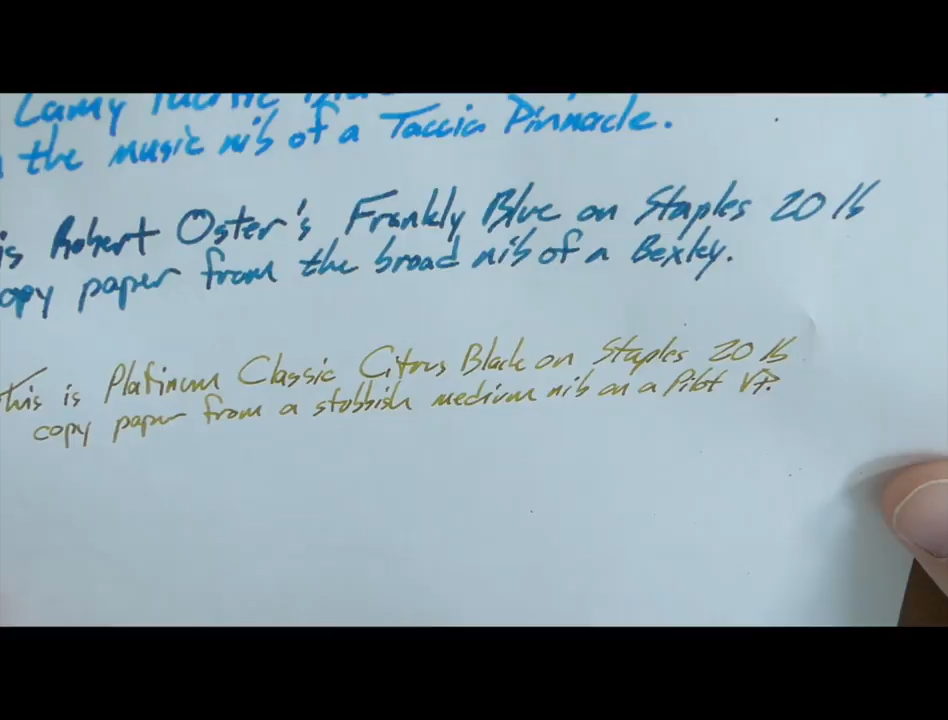 Lamy
the music nib of a Taccia Pinnacle.
is Robert Oster's Frankly Blue on Staples 20 lb
copy paper from the broad nib of a Bexley.
This is Platinum Classic Citrus Black on Staples 20 lb
copy paper from a stubbish medium nib on a Pilot VP.